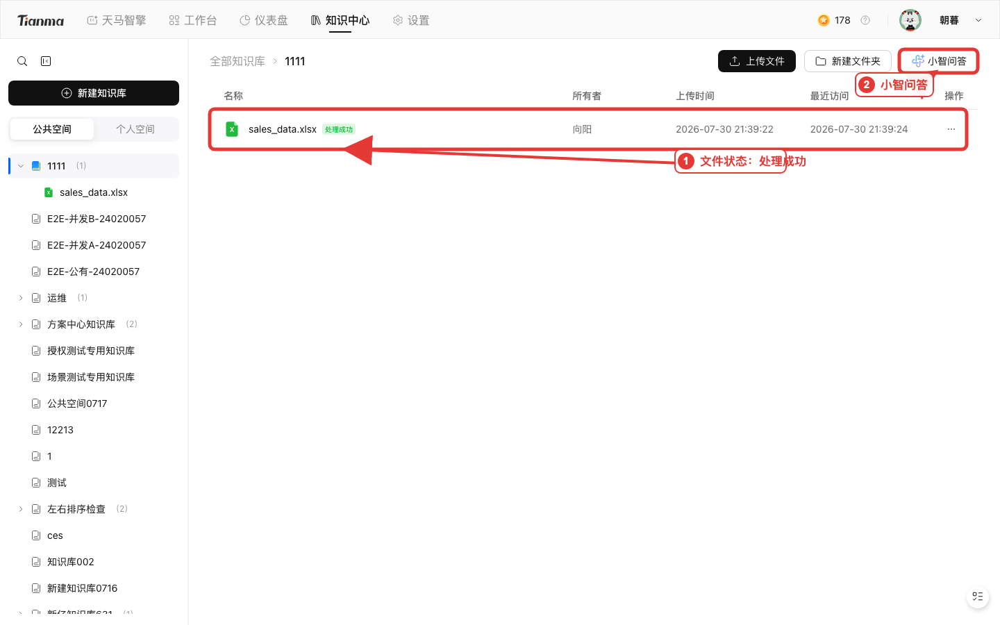 Tianma
天马智擎
工作台
仪表盘
知识中心
设置
178
朝暮
新建知识库
公共空间
个人空间
1111 (1)
sales_data.xlsx
E2E-并发B-24020057
E2E-并发A-24020057
E2E-公有-24020057
运维 (1)
方案中心知识库 (2)
授权测试专用知识库
场景测试专用知识库
公共空间0717
12213
1
测试
左右排序检查 (2)
ces
知识库002
新建知识库0716
全部知识库 > 1111
上传文件
新建文件夹
小智问答
2 小智问答
名称
所有者
上传时间
最近访问
操作
sales_data.xlsx 处理成功
向阳
2026-07-30 21:39:22
2026-07-30 21:39:24
1 文件状态：处理成功